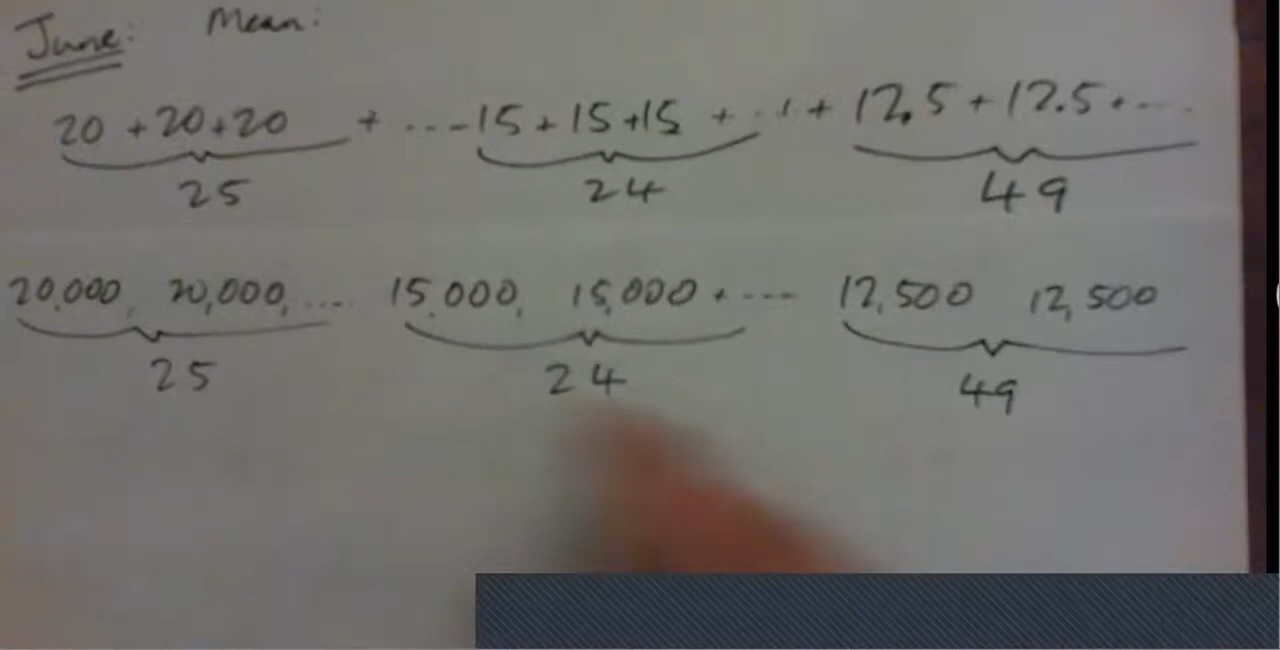 June: Mean:
20 + 20 + 20 + ... 15 + 15 + 15 + ... + 12.5 + 12.5 + ...
25 24 49
20,000, 20,000, .... 15,000, 15,000 + ... 12,500 12,500
25 24 49